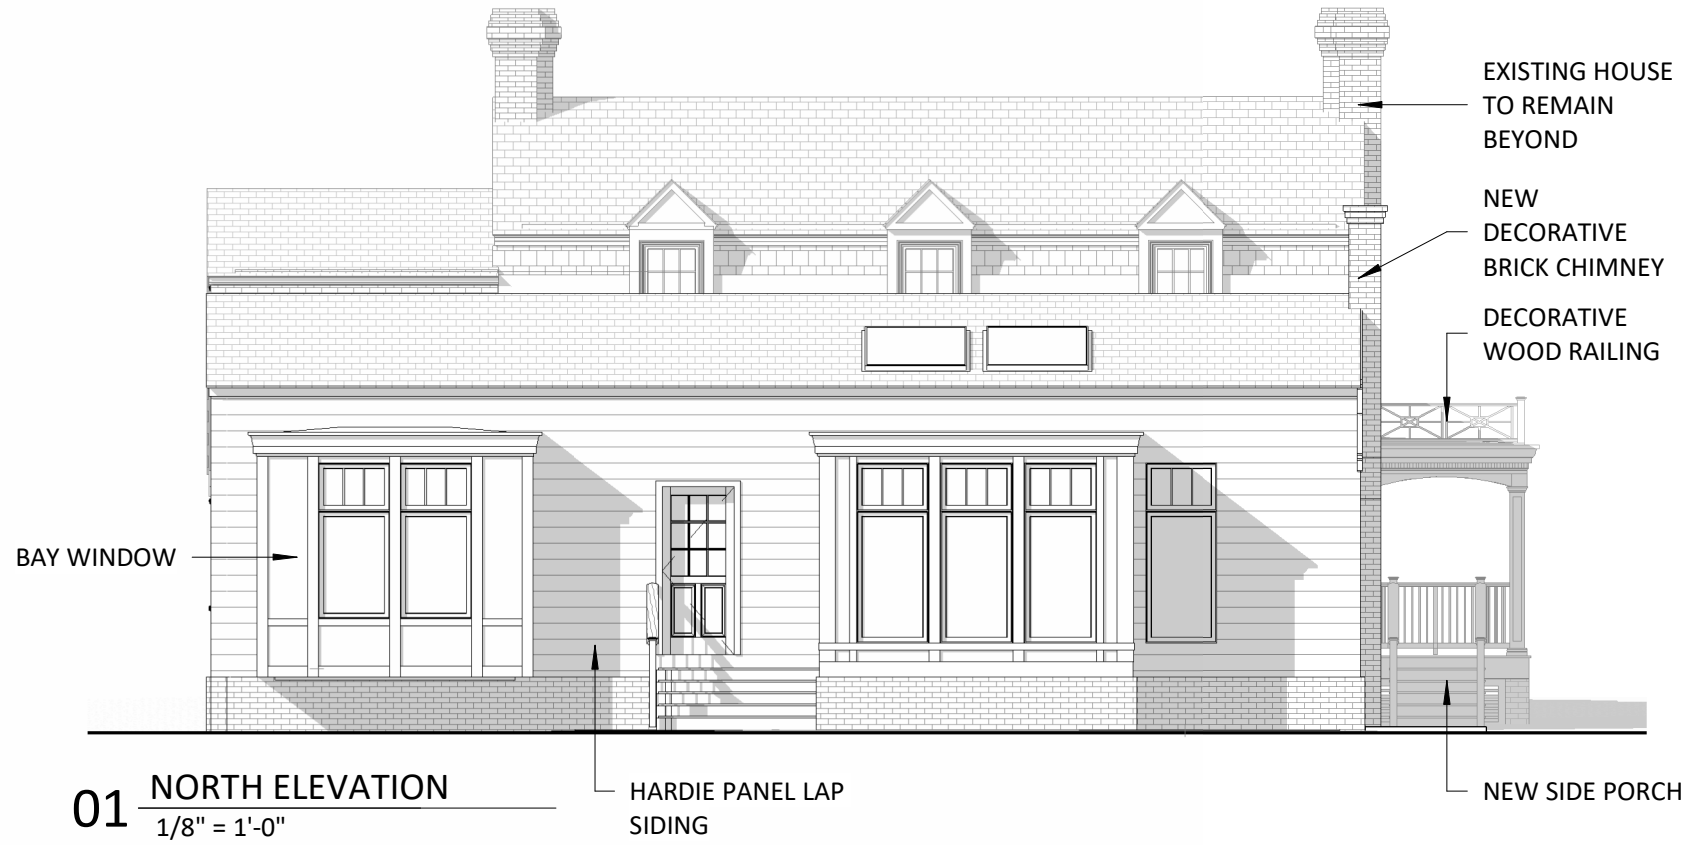 EXISTING HOUSE
TO REMAIN
BEYOND
NEW
DECORATIVE
BRICK CHIMNEY
DECORATIVE
WOOD RAILING
BAY WINDOW
HARDIE PANEL LAP
SIDING
NEW SIDE PORCH
01
NORTH ELEVATION
1/8" = 1'-0"